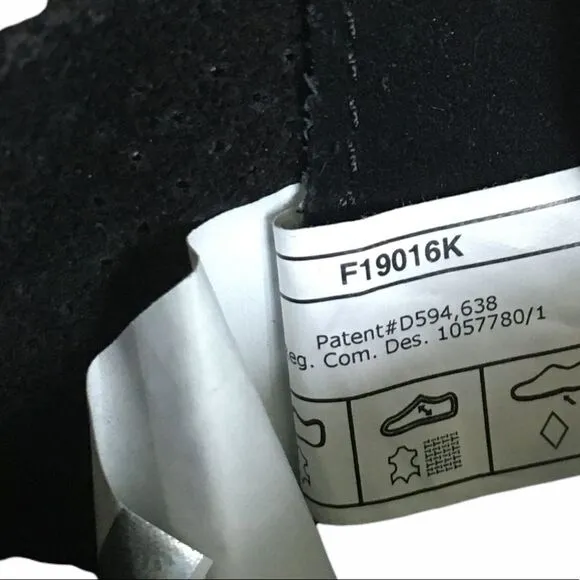 F19016K
Patent#D594,638
eg. Com. Des. 1057780/1